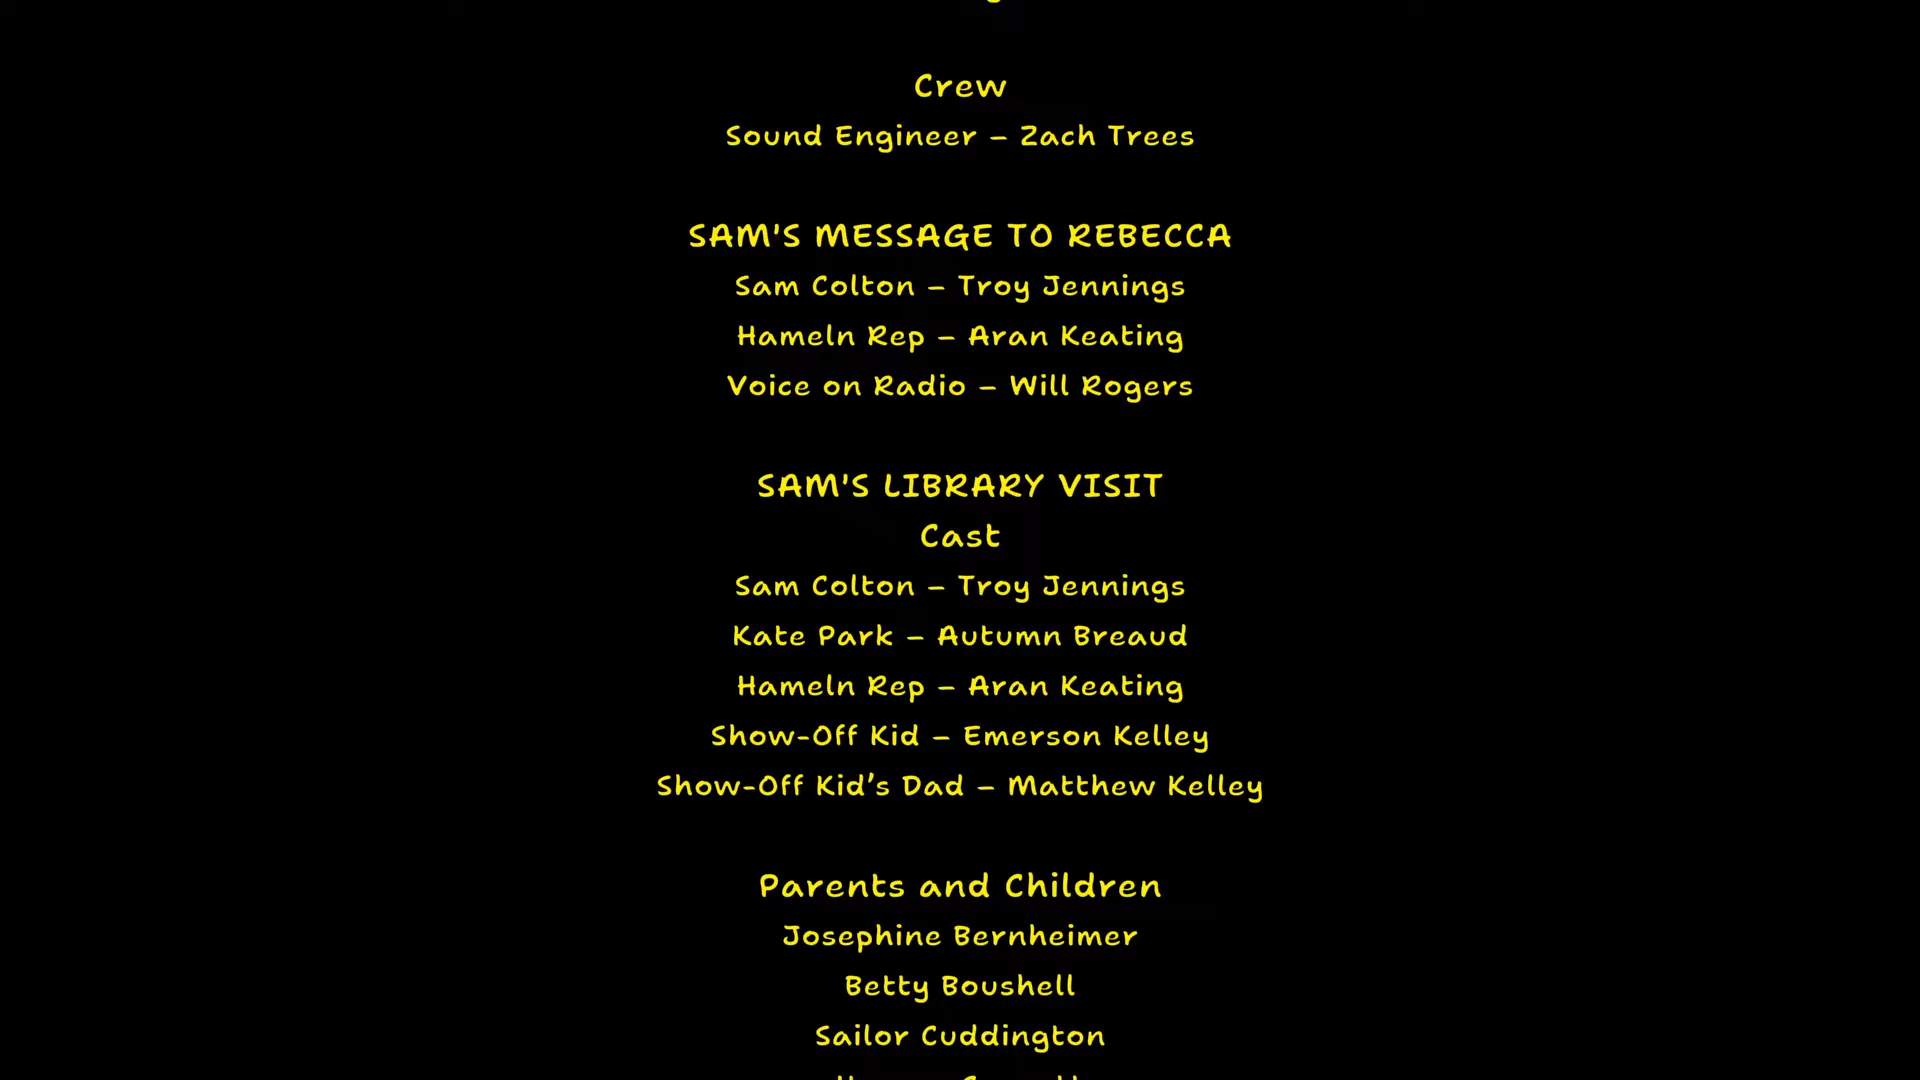 Crew
Sound Engineer – Zach Trees
SAM'S MESSAGE TO REBECCA
Sam Colton – Troy Jennings
Hameln Rep – Aran Keating
Voice on Radio – Will Rogers
SAM'S LIBRARY VISIT
Cast
Sam Colton – Troy Jennings
Kate Park – Autumn Breaud
Hameln Rep – Aran Keating
Show-Off Kid – Emerson Kelley
Show-Off Kid’s Dad – Matthew Kelley
Parents and Children
Josephine Bernheimer
Betty Boushell
Sailor Cuddington